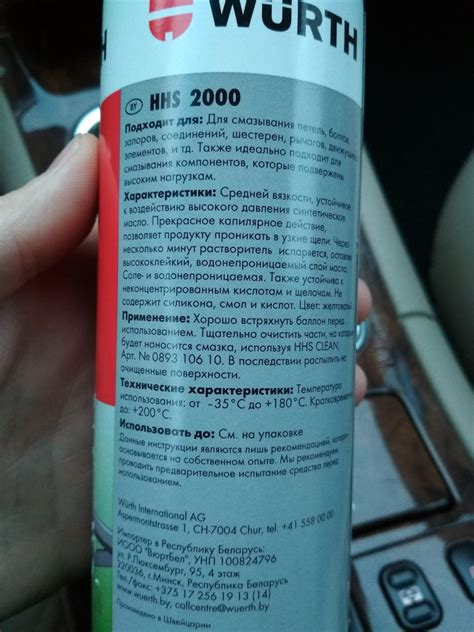 WÜRTH
BY HHS 2000
Подходит для: Для смазывания петель, болтов,
запоров, соединений, шестерен, рычагов, движущихся
элементов, и тд. Также идеально подходит для
смазывания компонентов, которые подвержены
высоким нагрузкам.
Характеристики: Средней вязкости, устойчивое
к воздействию высокого давления синтетическое
масло. Прекрасное капилярное действие,
позволяет продукту проникать в узкие щели. Через
несколько минут растворитель испаряется, оставляя
высоколейкий, водонепроницаемый слой масла.
Соле- и водонепроницаемая. Также устойчива к
неконцентрированным кислотам и щелочам. Не
содержит силикона, смол и кислот. Цвет: желтоватый
Применение: Хорошо встряхнуть баллон перед
использованием. Тщательно очистить части, на которые
будет наносится смазка, используя HHS CLEAN,
Арт. № 0893 106 10. В последствии распылить на
очищенные поверхности.
Технические характеристики: Температура
использования: от –35°C до +180°C. Кратковременно
до: +200°C.
Использовать до: См. на упаковке
Данные инструкции являются лишь рекомендацией, которая
основывается на собственном опыте. Мы рекомендуем
проводить предварительное испытание средства перед
использованием.
Würth International AG
Aspermontstrasse 1, CH-7004 Chur, tel. +41 558 00 00
Импортер в Республику Беларусь:
ИООО "ВюртБел", УНП 100824796
ул. Р.Люксембург, 95, 4 этаж
220036, г.Минск, Республика Беларусь
Тел./факс: +375 17 256 19 13 (14)
www.wuerth.by, callcentre@wuerth.by
Произведено в Швейцарии